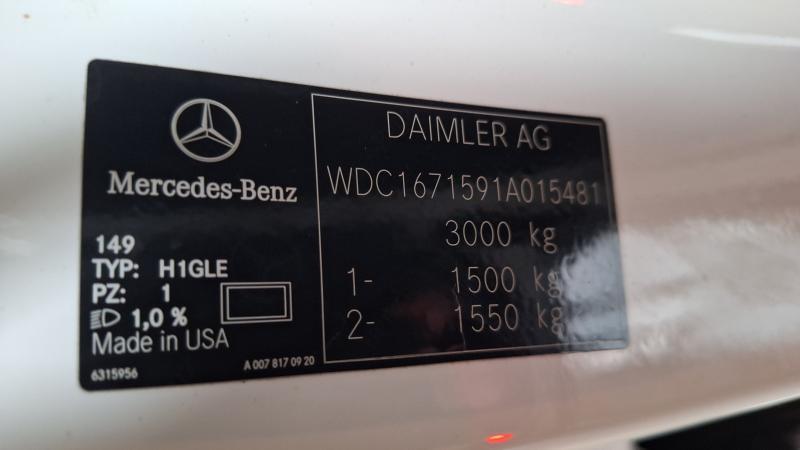 Mercedes-Benz
149
TYP: H1GLE
PZ: 1
1,0 %
Made in USA
6315956
A 007 817 09 20
DAIMLER AG
WDC1671591A015481
3000 kg
1- 1500 kg
2- 1550 kg